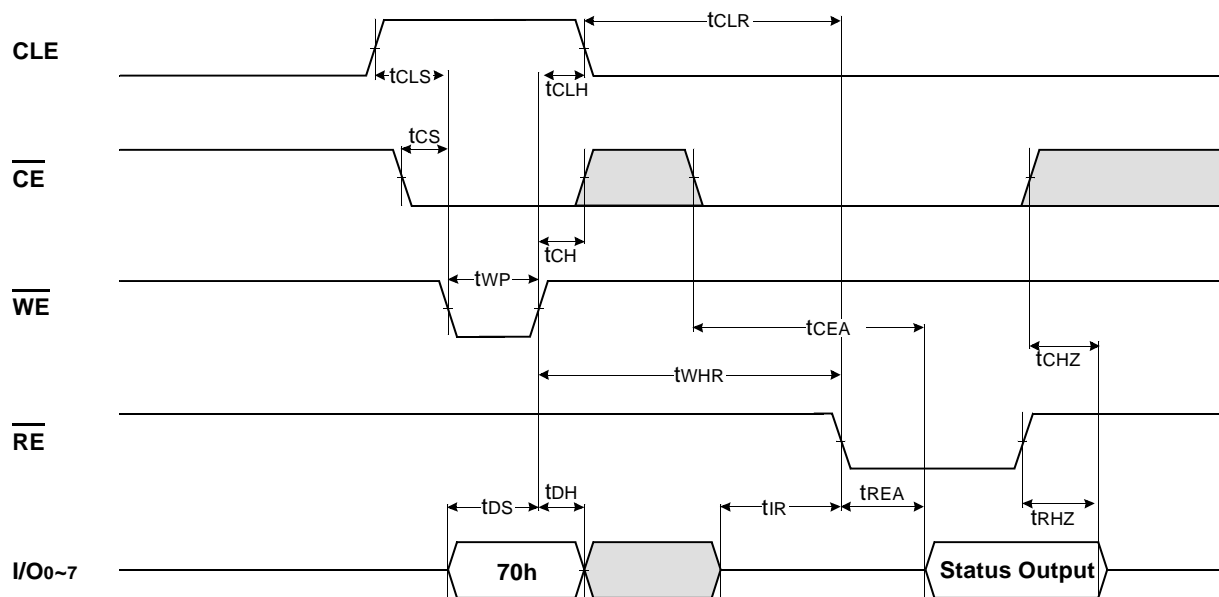 tCLR
CLE
tCLS
tCLH
tCS
CE
tCH
tWP
WE
tCEA
tCHZ
tWHR
RE
tDH
tREA
tDS
tIR
tRHZ
I/O0~7
70h
Status Output